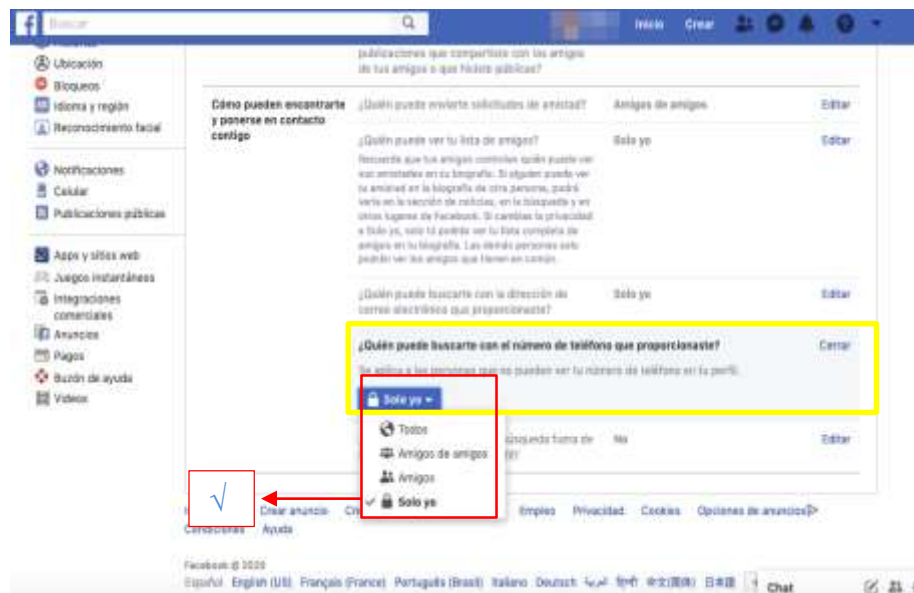 f Buscar
Inicio Crear
Ubicación
Bloqueos
Idioma y región
Reconocimiento facial
Notificaciones
Celular
Publicaciones públicas
Apps y sitios web
Juegos instantáneos
Integraciones
comerciales
Anuncios
Pagos
Buzón de ayuda
Videos
publicaciones que compartiste con los amigos
de tus amigos o que hiciste públicas?
Cómo pueden encontrarte
y ponerse en contacto
contigo
¿Quién puede enviarte solicitudes de amistad? Amigos de amigos Editar
¿Quién puede ver tu lista de amigos? Solo yo Editar
Recuerda que tus amigos controlan quién puede ver
sus amistades en su biografía. Si alguien puede ver
tu amistad en la biografía de otra persona, podrá
verla en la sección de noticias, en la búsqueda y en
otros lugares de Facebook. Si cambias la privacidad
a Solo yo, solo tú podrás ver tu lista completa de
amigos en tu biografía. Las demás personas solo
podrán ver los amigos que tienen en común.
¿Quién puede buscarte con la dirección de Solo yo Editar
correo electrónico que proporcionaste?
¿Quién puede buscarte con el número de teléfono que proporcionaste? Cerrar
Se aplica a las personas que no pueden ver tu número de teléfono en tu perfil.
Solo yo
Todos
Amigos de amigos
Amigos
Solo yo
búsqueda fuera de No Editar
√
Crear anuncio Empleo Privacidad Cookies Opciones de anuncios
Condiciones Ayuda
Facebook © 2020
Español English (US) Français (France) Português (Brasil) Italiano Deutsch العربية हिन्दी 中文(简体) 日本語
Chat